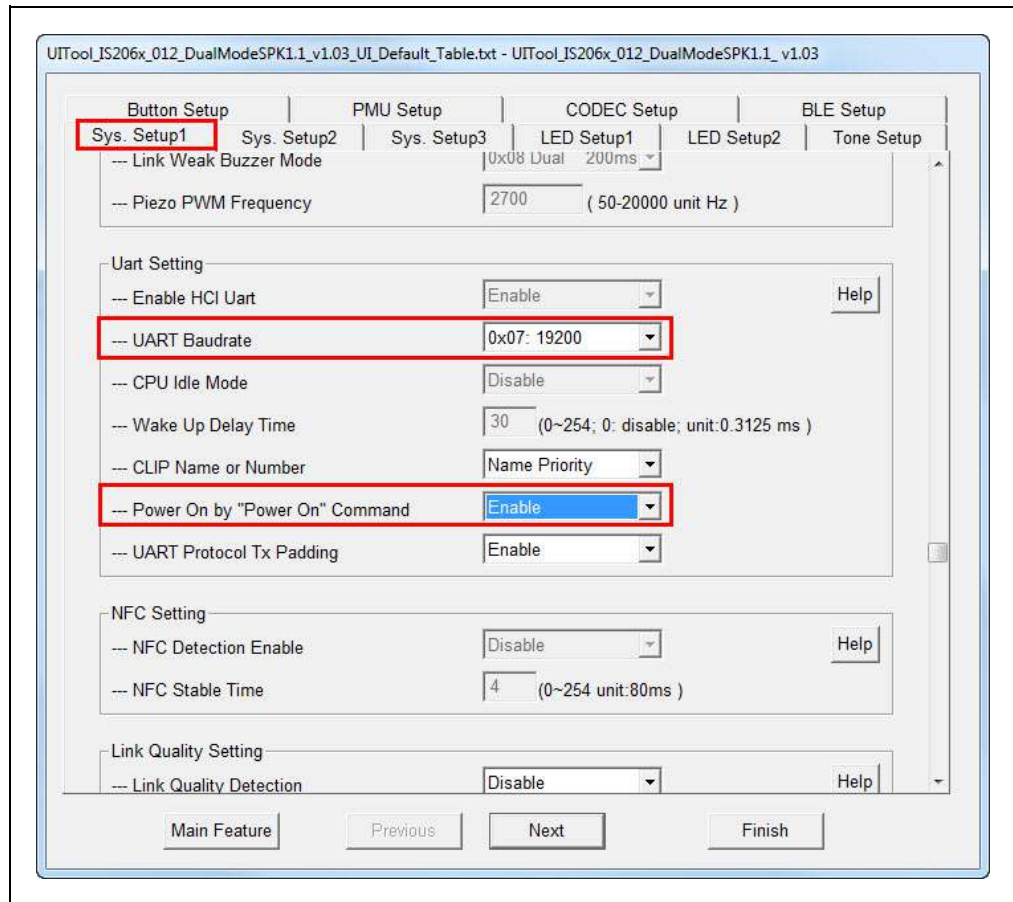 UITool_IS206x_012_DualModeSPK1.1_v1.03_UI_Default_Table.txt - UITool_IS206x_012_DualModeSPK1.1_ v1.03
Button Setup PMU Setup CODEC Setup BLE Setup
Sys. Setup1 Sys. Setup2 Sys. Setup3 LED Setup1 LED Setup2 Tone Setup
--- Link Weak Buzzer Mode 0x08 Dual 200ms
--- Piezo PWM Frequency 2700 ( 50-20000 unit Hz )
Uart Setting
--- Enable HCI Uart Enable Help
--- UART Baudrate 0x07: 19200
--- CPU Idle Mode Disable
--- Wake Up Delay Time 30 (0~254; 0: disable; unit:0.3125 ms )
--- CLIP Name or Number Name Priority
--- Power On by "Power On" Command Enable
--- UART Protocol Tx Padding Enable
NFC Setting
--- NFC Detection Enable Disable Help
--- NFC Stable Time 4 (0~254 unit:80ms )
Link Quality Setting
--- Link Quality Detection Disable Help
Main Feature Previous Next Finish